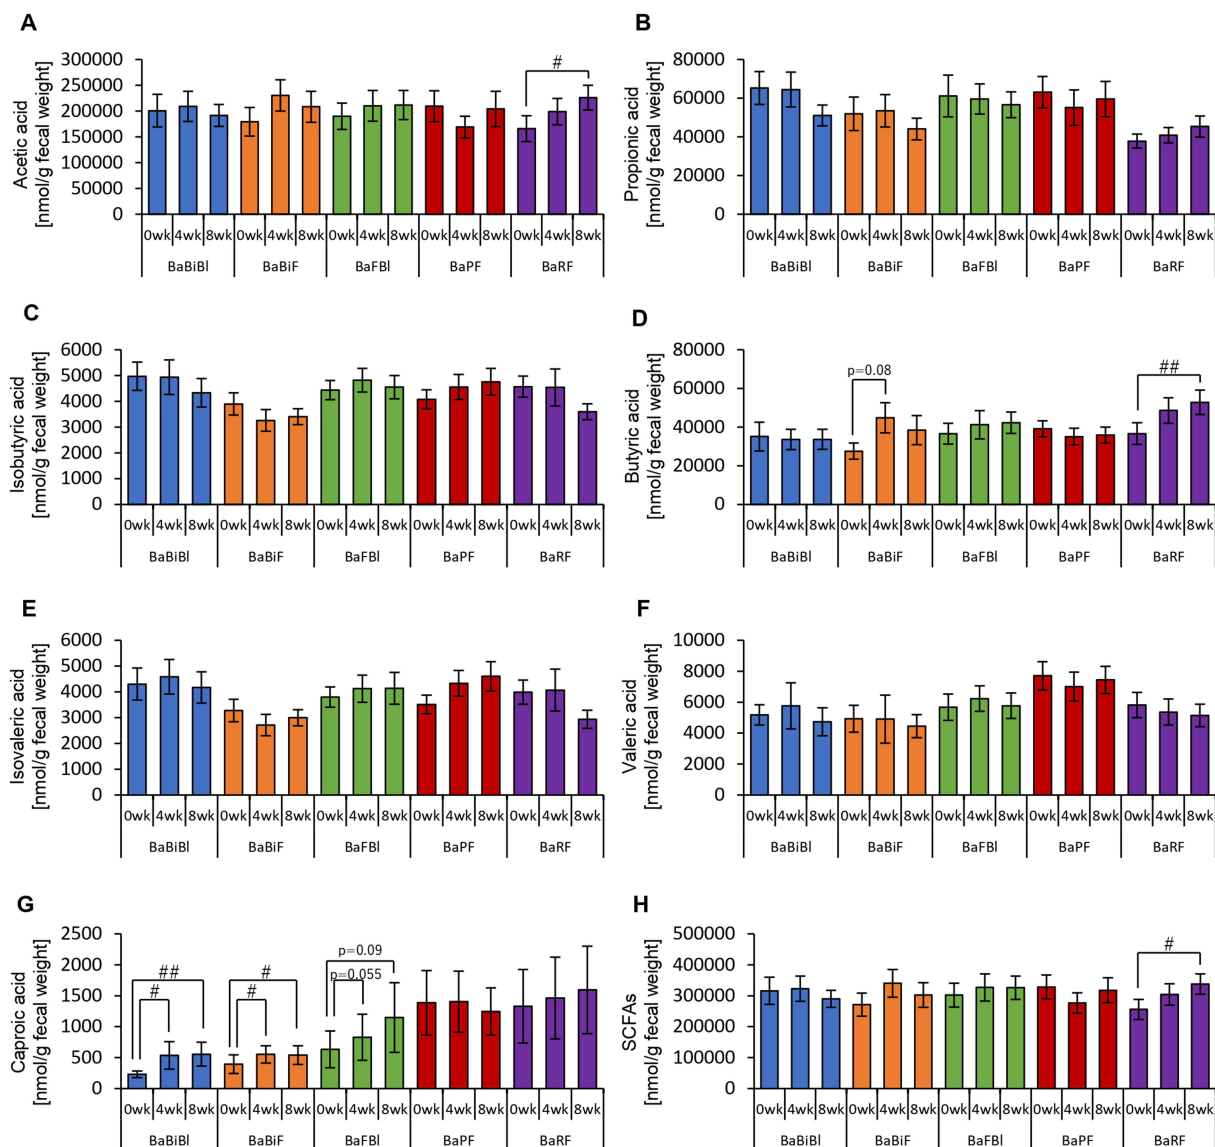 A
Acetic acid
[nmol/g fecal weight]
300000
250000
200000
150000
100000
50000
0
#
0wk 4wk 8wk 0wk 4wk 8wk 0wk 4wk 8wk 0wk 4wk 8wk 0wk 4wk 8wk
BaBiBl BaBiF BaFBl BaPF BaRF
B
Propionic acid
[nmol/g fecal weight]
80000
60000
40000
20000
0
0wk 4wk 8wk 0wk 4wk 8wk 0wk 4wk 8wk 0wk 4wk 8wk 0wk 4wk 8wk
BaBiBl BaBiF BaFBl BaPF BaRF
C
Isobutyric acid
[nmol/g fecal weight]
6000
5000
4000
3000
2000
1000
0
0wk 4wk 8wk 0wk 4wk 8wk 0wk 4wk 8wk 0wk 4wk 8wk 0wk 4wk 8wk
BaBiBl BaBiF BaFBl BaPF BaRF
D
Butyric acid
[nmol/g fecal weight]
80000
60000
40000
20000
0
p=0.08
##
0wk 4wk 8wk 0wk 4wk 8wk 0wk 4wk 8wk 0wk 4wk 8wk 0wk 4wk 8wk
BaBiBl BaBiF BaFBl BaPF BaRF
E
Isovaleric acid
[nmol/g fecal weight]
6000
5000
4000
3000
2000
1000
0
0wk 4wk 8wk 0wk 4wk 8wk 0wk 4wk 8wk 0wk 4wk 8wk 0wk 4wk 8wk
BaBiBl BaBiF BaFBl BaPF BaRF
F
Valeric acid
[nmol/g fecal weight]
10000
8000
6000
4000
2000
0
0wk 4wk 8wk 0wk 4wk 8wk 0wk 4wk 8wk 0wk 4wk 8wk 0wk 4wk 8wk
BaBiBl BaBiF BaFBl BaPF BaRF
G
Caproic acid
[nmol/g fecal weight]
2500
2000
1500
1000
500
0
##
#
#
#
p=0.09
p=0.055
0wk 4wk 8wk 0wk 4wk 8wk 0wk 4wk 8wk 0wk 4wk 8wk 0wk 4wk 8wk
BaBiBl BaBiF BaFBl BaPF BaRF
H
SCFAs
[nmol/g fecal weight]
500000
400000
300000
200000
100000
0
#
0wk 4wk 8wk 0wk 4wk 8wk 0wk 4wk 8wk 0wk 4wk 8wk 0wk 4wk 8wk
BaBiBl BaBiF BaFBl BaPF BaRF